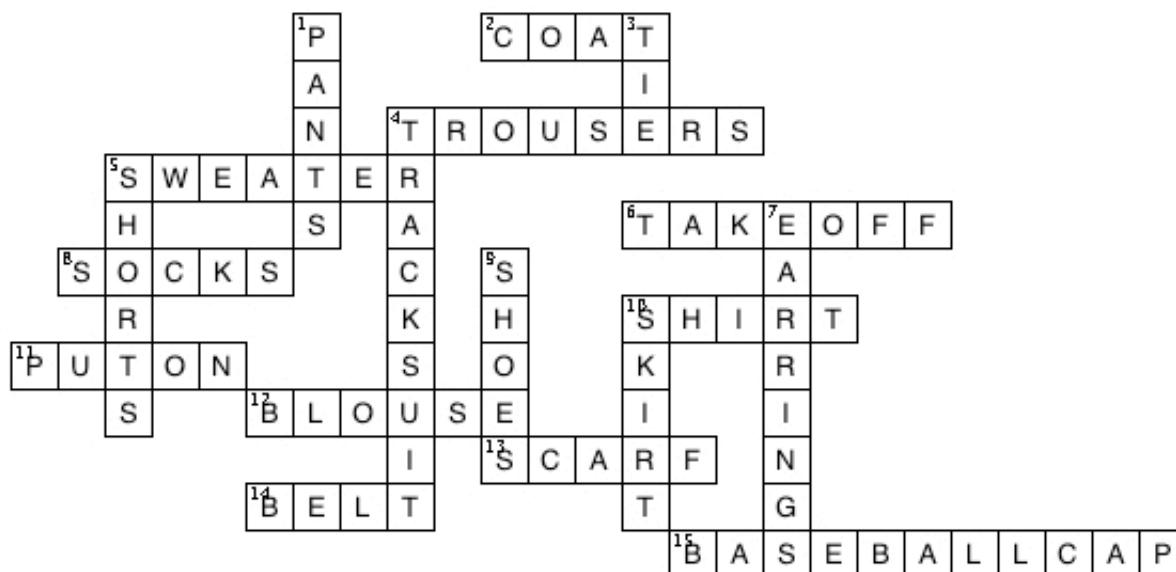 1 P 2 C O A 3 T
A I
N 4 T R O U S E R S
5 S W E A T E R
H S A 6 T A K 7 E O F F
8 S O C K S C 9 S A
R K H 10 S H I R T
11 P U T O N S O K R
S 12 B L O U S E I I
I 13 S C A R F N
14 B E L T T G
15 B A S E B A L L C A P